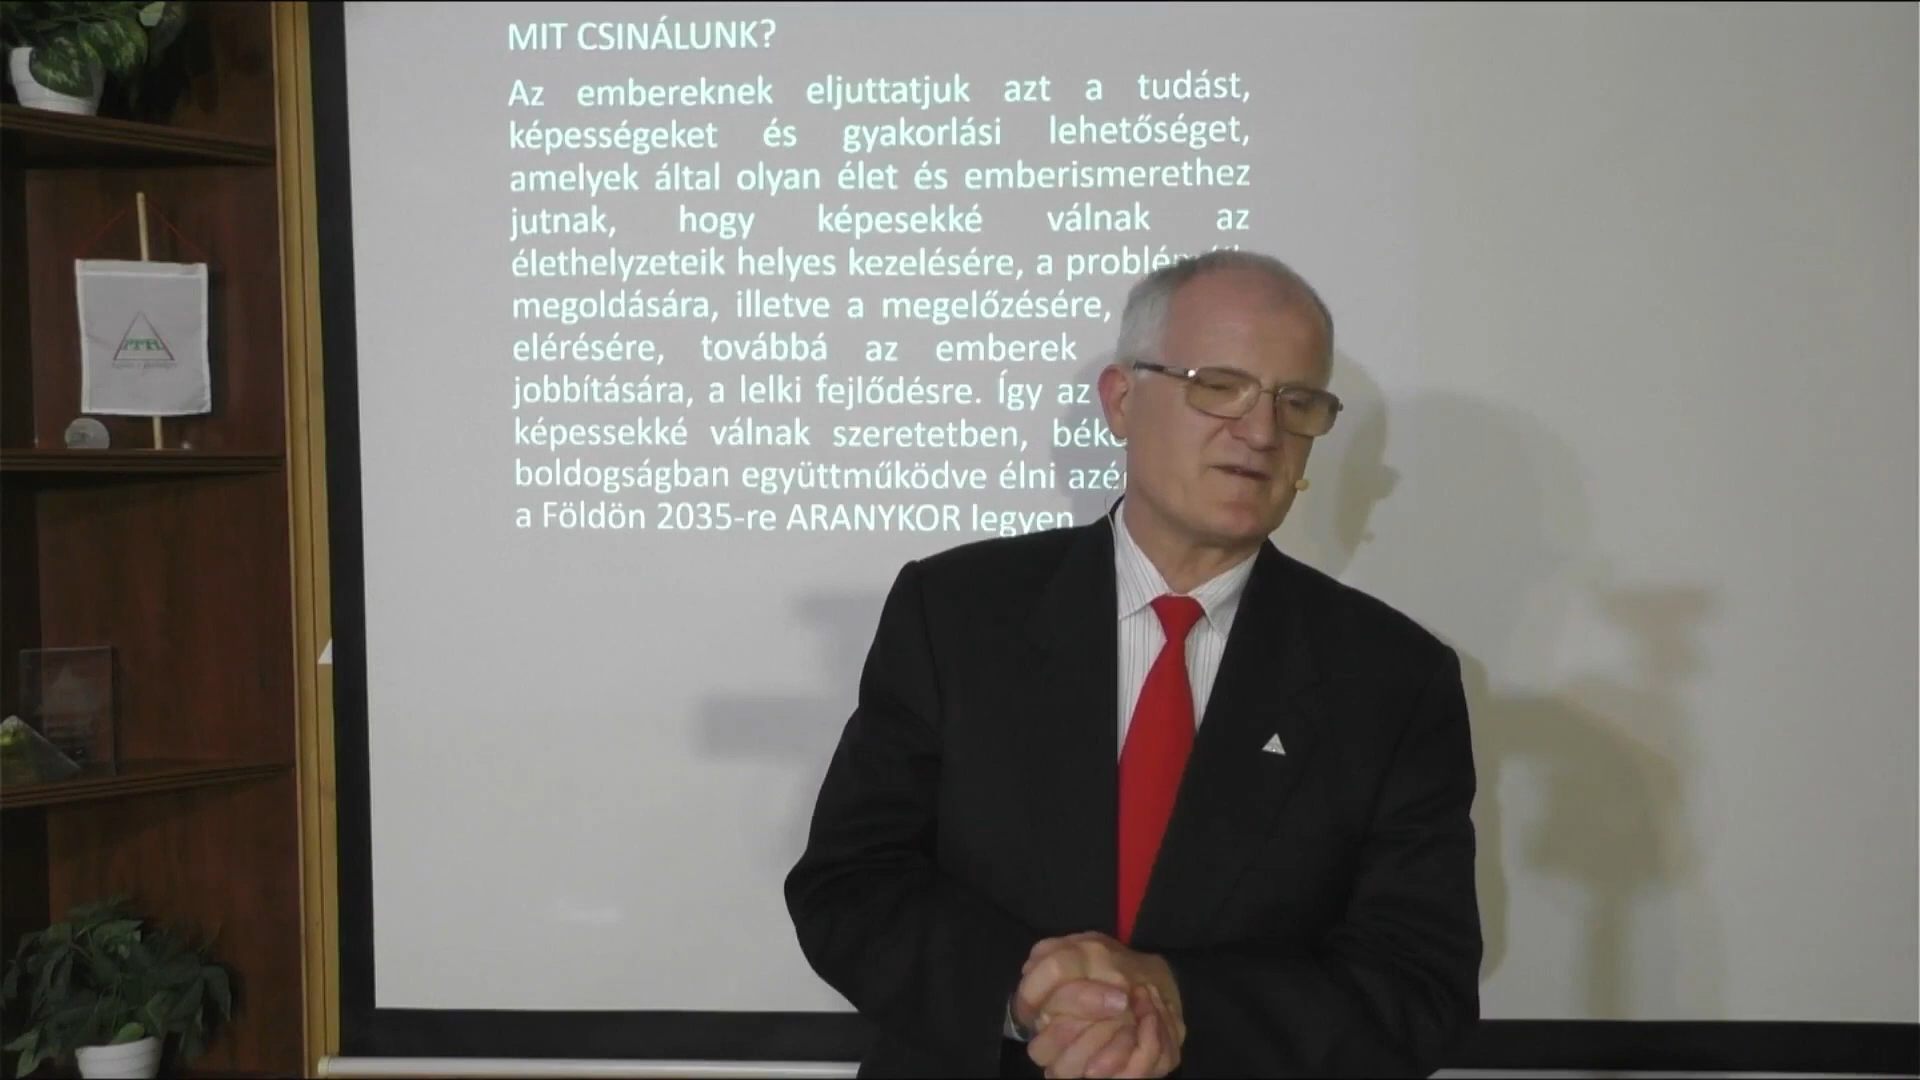 MIT CSINÁLUNK?
Az embereknek eljuttatjuk azt a tudást,
képességeket és gyakorlási lehetőséget,
amelyek által olyan élet és emberismerethez
jutnak, hogy képesekké válnak az
élethelyzeteik helyes kezelésére, a
megoldására, illetve a megelőzésére,
elérésére, továbbá az emberek
jobbítására, a lelki fejlődésre. Így az
képessekké válnak szeretetben,
boldogságban együttműködve élni
a Földön 2035-re ARANYKOR legyen